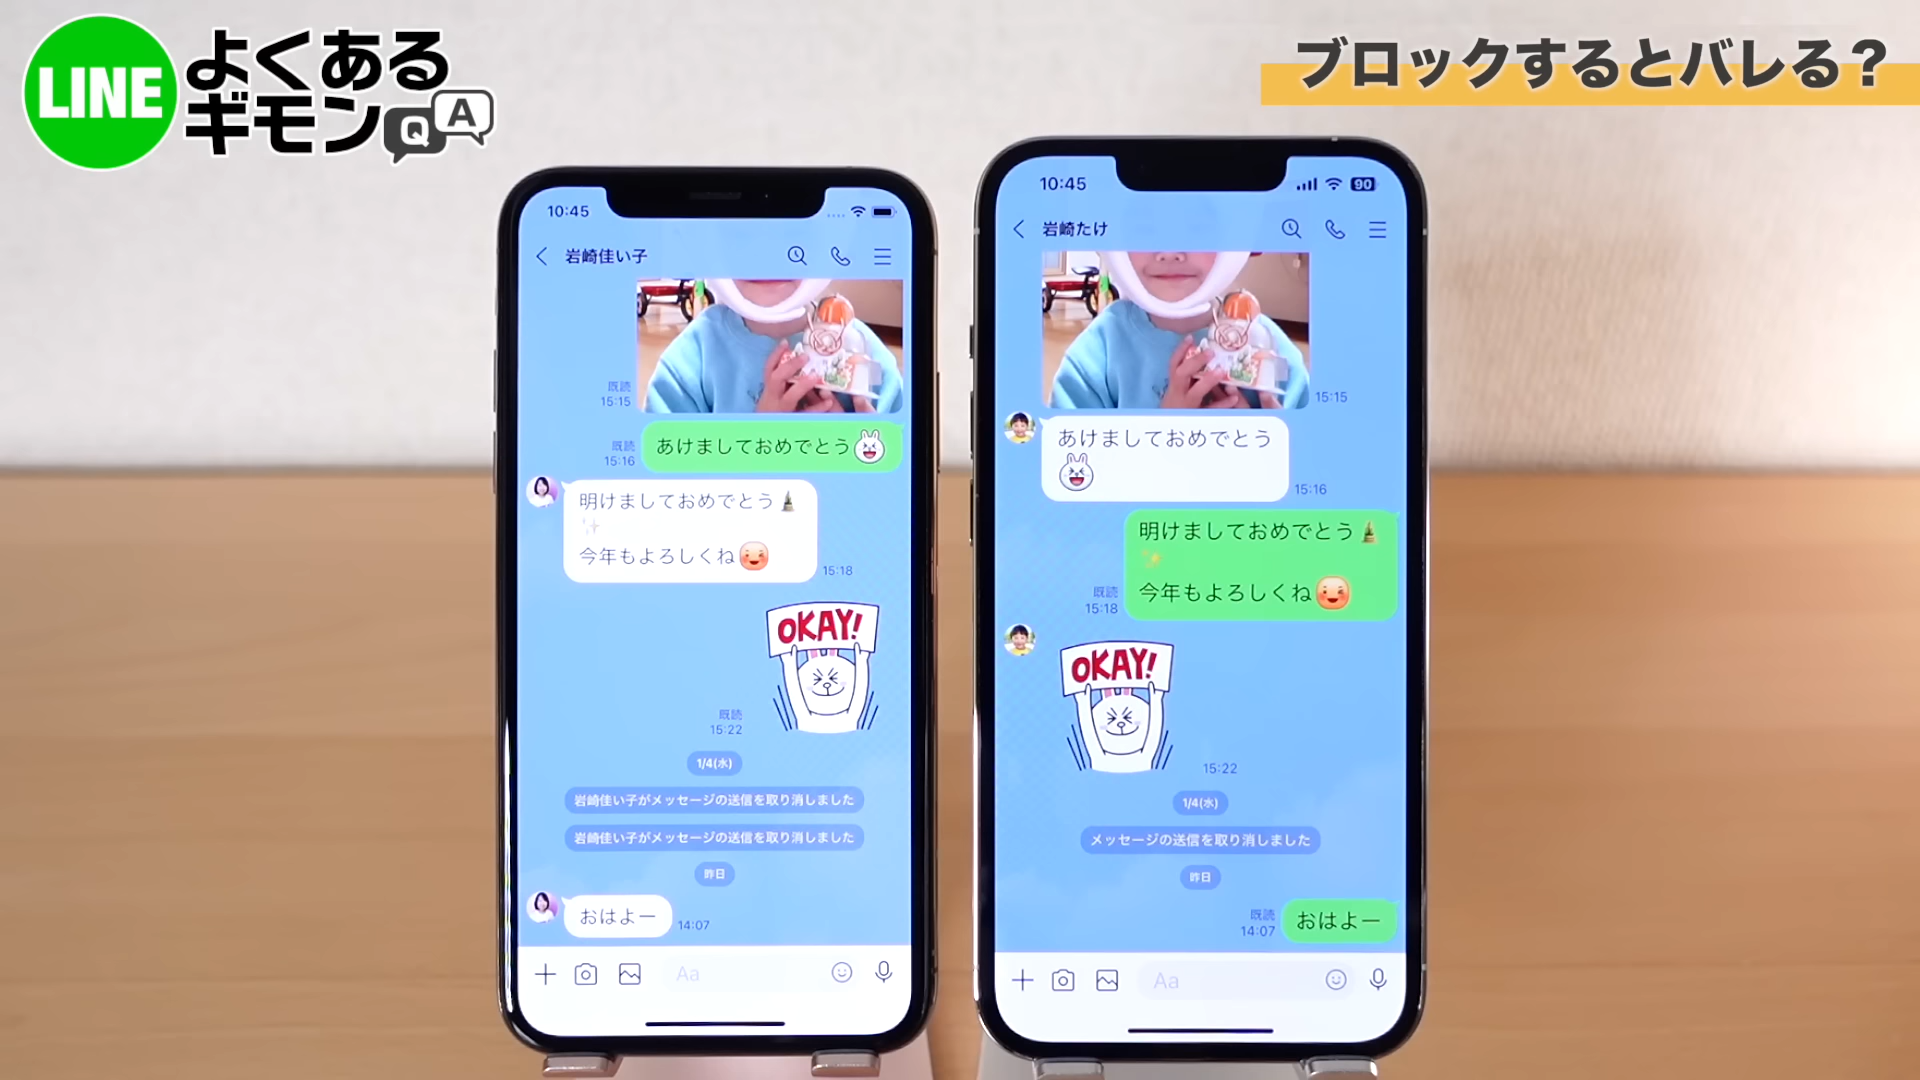 LINE
よくある
ギモン
Q
A
ブロックするとバレる?
10:45
岩崎佳い子
既読
15:15
あけましておめでとう
既読
15:16
明けましておめでとう
今年もよろしくね
15:18
OKAY!
既読
15:22
1/4(水)
岩崎佳い子がメッセージの送信を取り消しました
岩崎佳い子がメッセージの送信を取り消しました
昨日
おはよー
14:07
Aa
10:45
90
岩崎たけ
15:15
あけましておめでとう
15:16
明けましておめでとう
今年もよろしくね
既読
15:18
OKAY!
15:22
1/4(水)
メッセージの送信を取り消しました
昨日
既読
14:07
おはよー
Aa